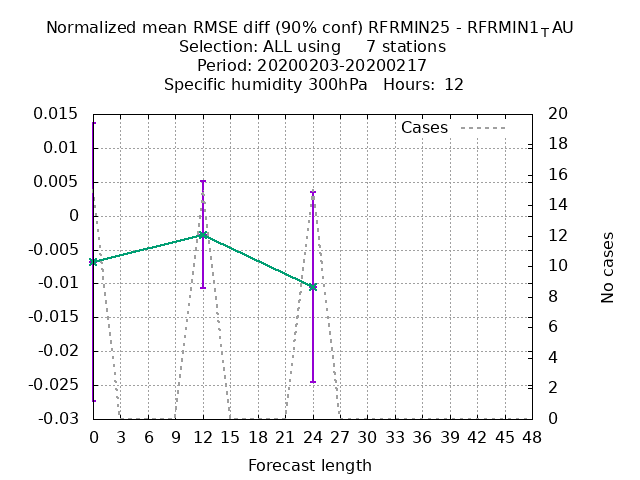 Normalized mean RMSE diff (90% conf) RFRMIN25 - RFRMIN1TAU
Selection: ALL using     7 stations
Period: 20200203-20200217
Specific humidity 300hPa   Hours:  12
Cases
0.015
0.01
0.005
0
-0.005
-0.01
-0.015
-0.02
-0.025
-0.03
20
18
16
14
12
10
8
6
4
2
0
No cases
0 3 6 9 12 15 18 21 24 27 30 33 36 39 42 45 48
Forecast length